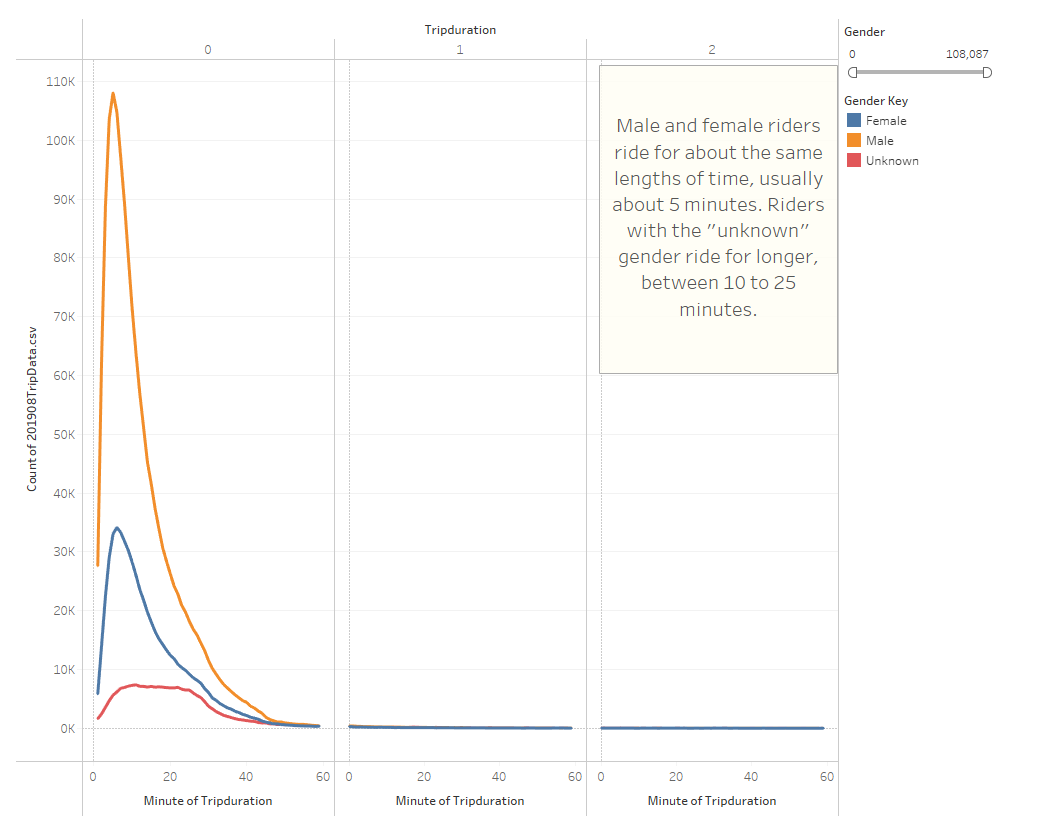 Tripduration
0 1 2
Count of 201908TripData.csv
110K
100K
90K
80K
70K
60K
50K
40K
30K
20K
10K
0K
Male and female riders
ride for about the same
lengths of time, usually
about 5 minutes. Riders
with the "unknown"
gender ride for longer,
between 10 to 25
minutes.
0 20 40 60 0 20 40 60 0 20 40 60
Minute of Tripduration Minute of Tripduration Minute of Tripduration
Gender
0 108,087
Gender Key
Female
Male
Unknown